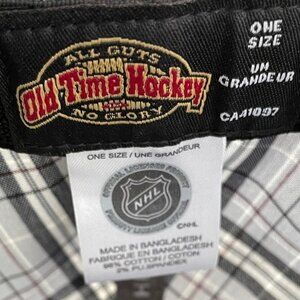 ALL GUTS
Old Time Hockey
NO GLORY
ONE
SIZE
UN
GRANDEUR
CA41097
ONE SIZE / UNE GRANDEUR
OFFICIAL LICENSED PRODUCT
NHL
CNHL
MADE IN BANGLADESH
FABRIQUE EN BANGLADESH
98% COTTON / COTON
2% PU.SPANDEX